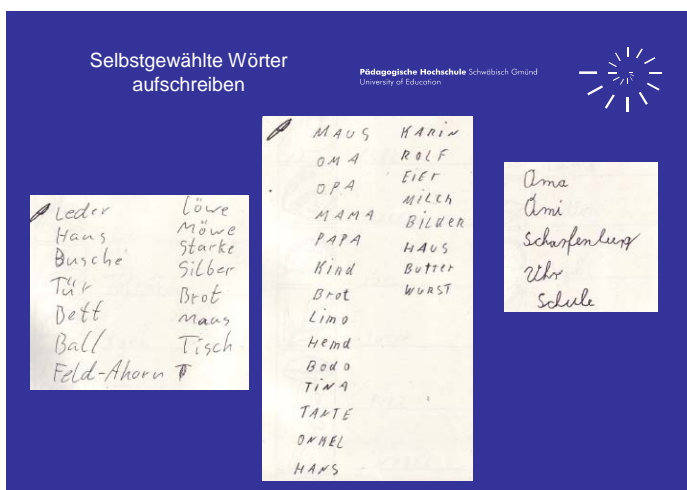 Selbstgewählte Wörter
aufschreiben
Pädagogische Hochschule Schwäbisch Gmünd
University of Education
Leder
Haus
Busche
Tür
Bett
Ball
Feld-Ahorn T
Löwe
Möwe
Starke
Silber
Brot
Maus
Tisch
MAUS
OMA
OPA
MAMA
PAPA
Kind
Brot
Limo
Hemd
Bodo
TiNA
TANTE
ONKEL
HANS
KARiN
ROLF
EiEr
MiLCh
BiLDER
HAUS
Butter
WURST
Oma
Omi
Scharfenburg
Uhr
Schule